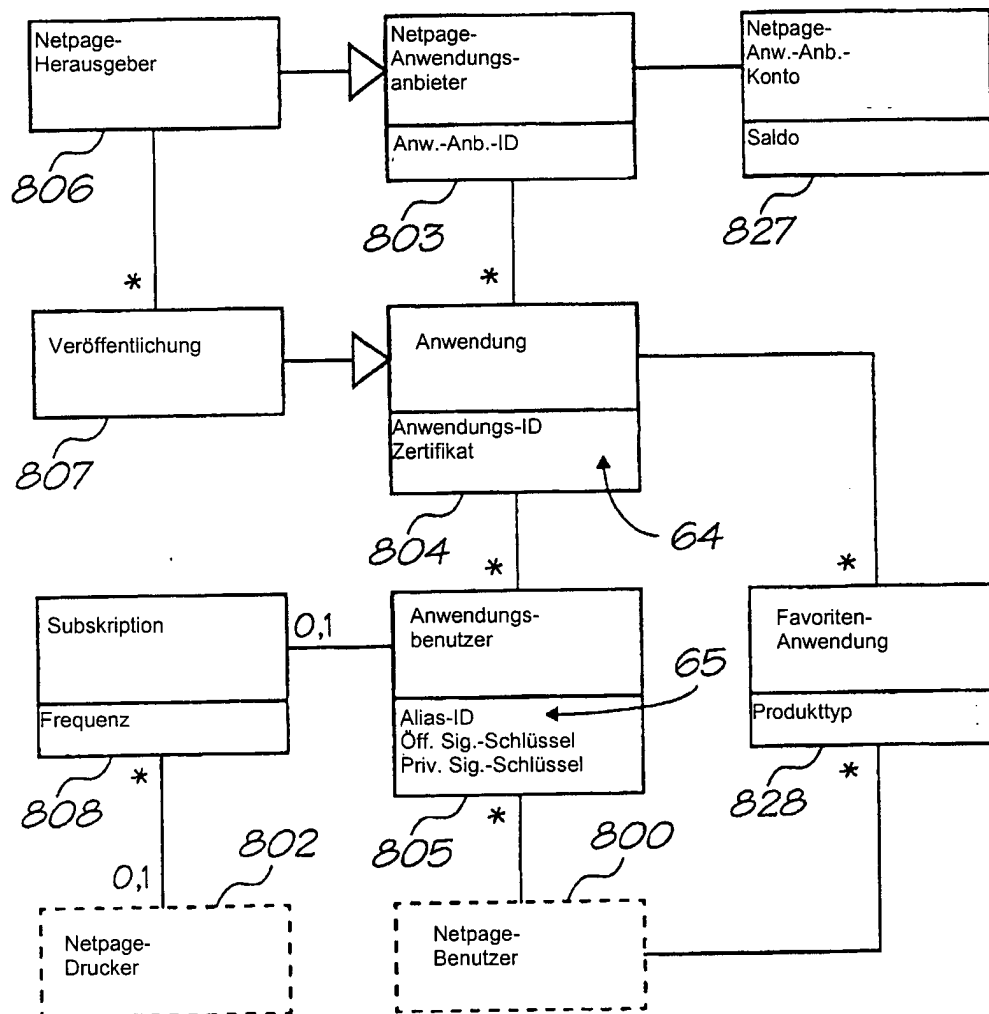 Netpage-
Herausgeber
806
Netpage-
Anwendungs-
anbieter
Anw.-Anb.-ID
803
Netpage-
Anw.-Anb.-
Konto
Saldo
827
*
*
Veröffentlichung
807
Anwendung
Anwendungs-ID
Zertifikat
804
64
*
*
Subskription
Frequenz
808
0,1
Anwendungs-
benutzer
65
Alias-ID
Öff. Sig.-Schlüssel
Priv. Sig.-Schlüssel
805
Favoriten-
Anwendung
Produkttyp
828
*
*
*
802
0,1
800
Netpage-
Drucker
Netpage-
Benutzer